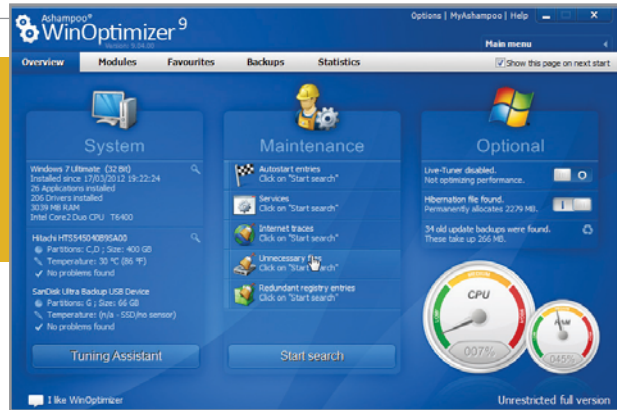 Ashampoo®
WinOptimizer 9
Version: 9.04.00
Options | MyAshampoo | Help
Main menu
Overview Modules Favourites Backups Statistics
Show this page on next start
System
Windows 7 Ultimate (32 Bit)
Installed since 17/03/2012 19:22:24
26 Applications installed
206 Drivers installed
3039 MB RAM
Intel Core2 Duo CPU T6400
Hitachi HTS545040B9SA00
Partitions: C,D ; Size: 400 GB
Temperature: 30 °C (86 °F)
No problems found
SanDisk Ultra Backup USB Device
Partitions: G ; Size: 66 GB
Temperature: (n/a - SSD/no sensor)
No problems found
Tuning Assistant
Maintenance
Autostart entries
Click on "Start search"
Services
Click on "Start search"
Internet traces
Click on "Start search"
Unnecessary files
Click on "Start search"
Redundant registry entries
Click on "Start search"
Start search
Optional
Live-Tuner disabled.
Not optimizing performance.
Hibernation file found.
Permanently allocates 2279 MB.
34 old update backups were found.
These take up 266 MB.
CPU
LOW MEDIUM HIGH
007%
RAM
045%
I like WinOptimizer
Unrestricted full version